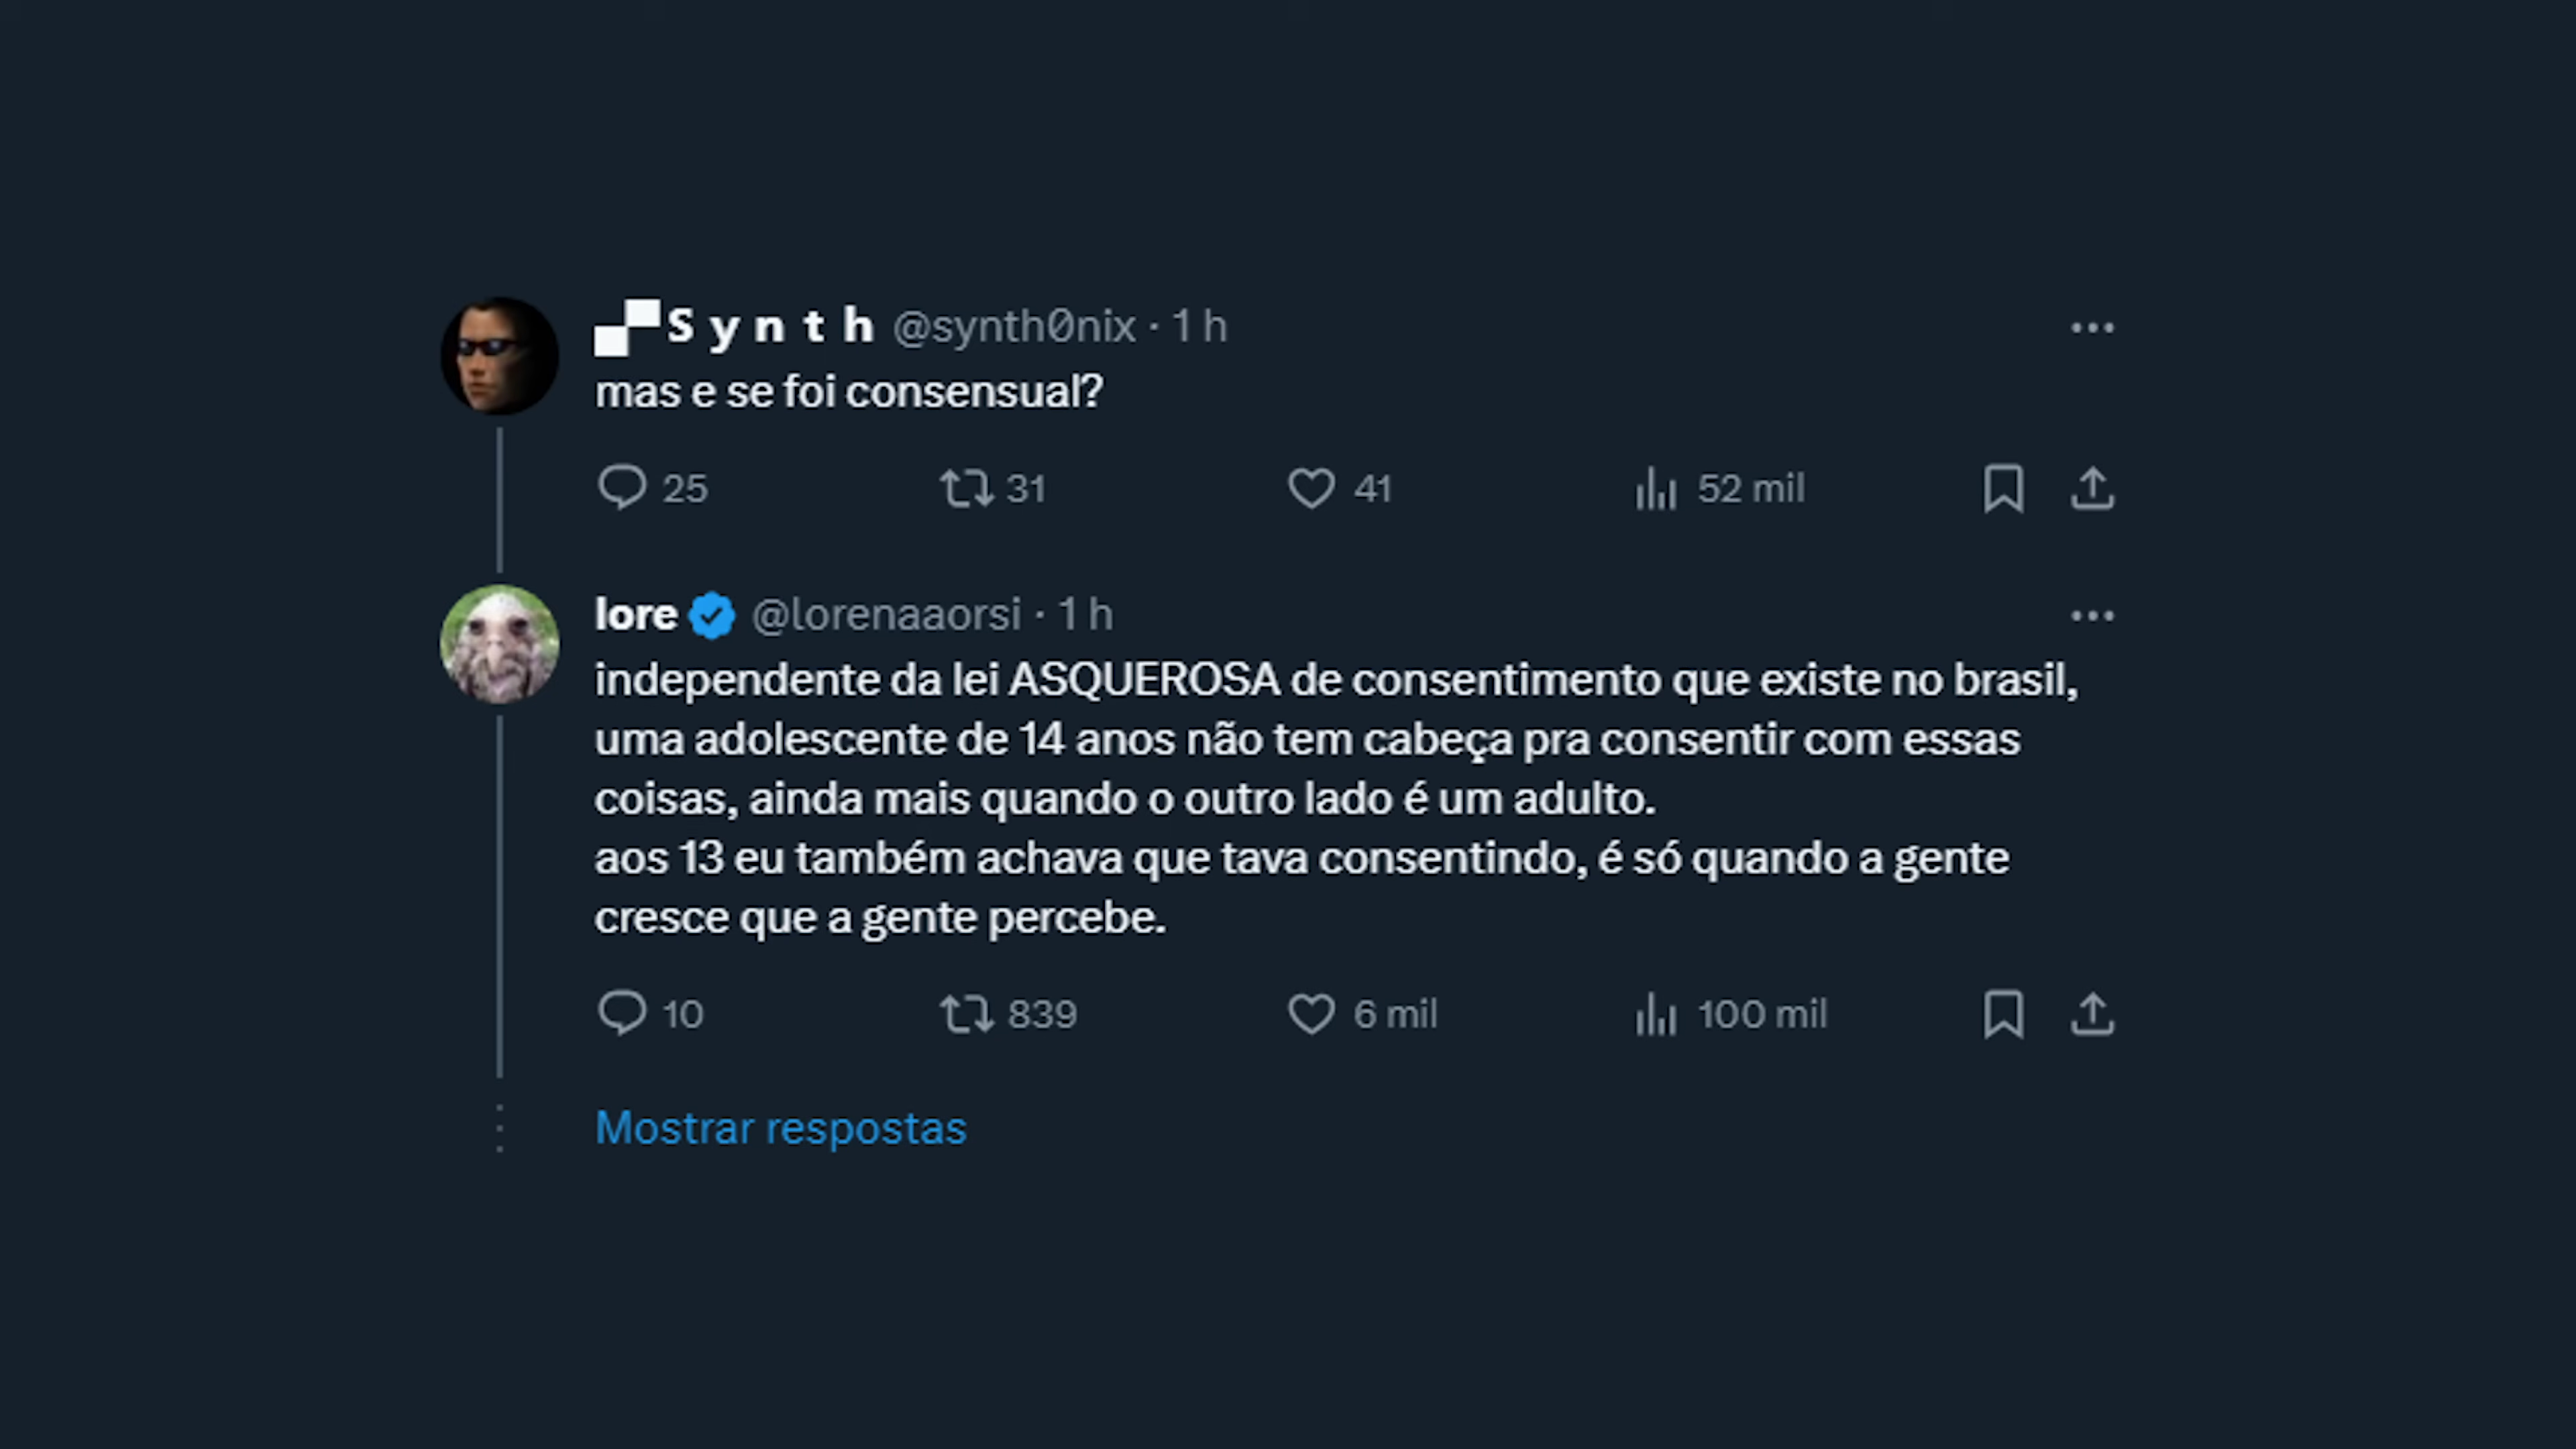 S y n t h @synth0nix · 1 h
mas e se foi consensual?
25 31 41 52 mil
lore @lorenaaorsi · 1 h
independente da lei ASQUEROSA de consentimento que existe no brasil,
uma adolescente de 14 anos não tem cabeça pra consentir com essas
coisas, ainda mais quando o outro lado é um adulto.
aos 13 eu também achava que tava consentindo, é só quando a gente
cresce que a gente percebe.
10 839 6 mil 100 mil
Mostrar respostas